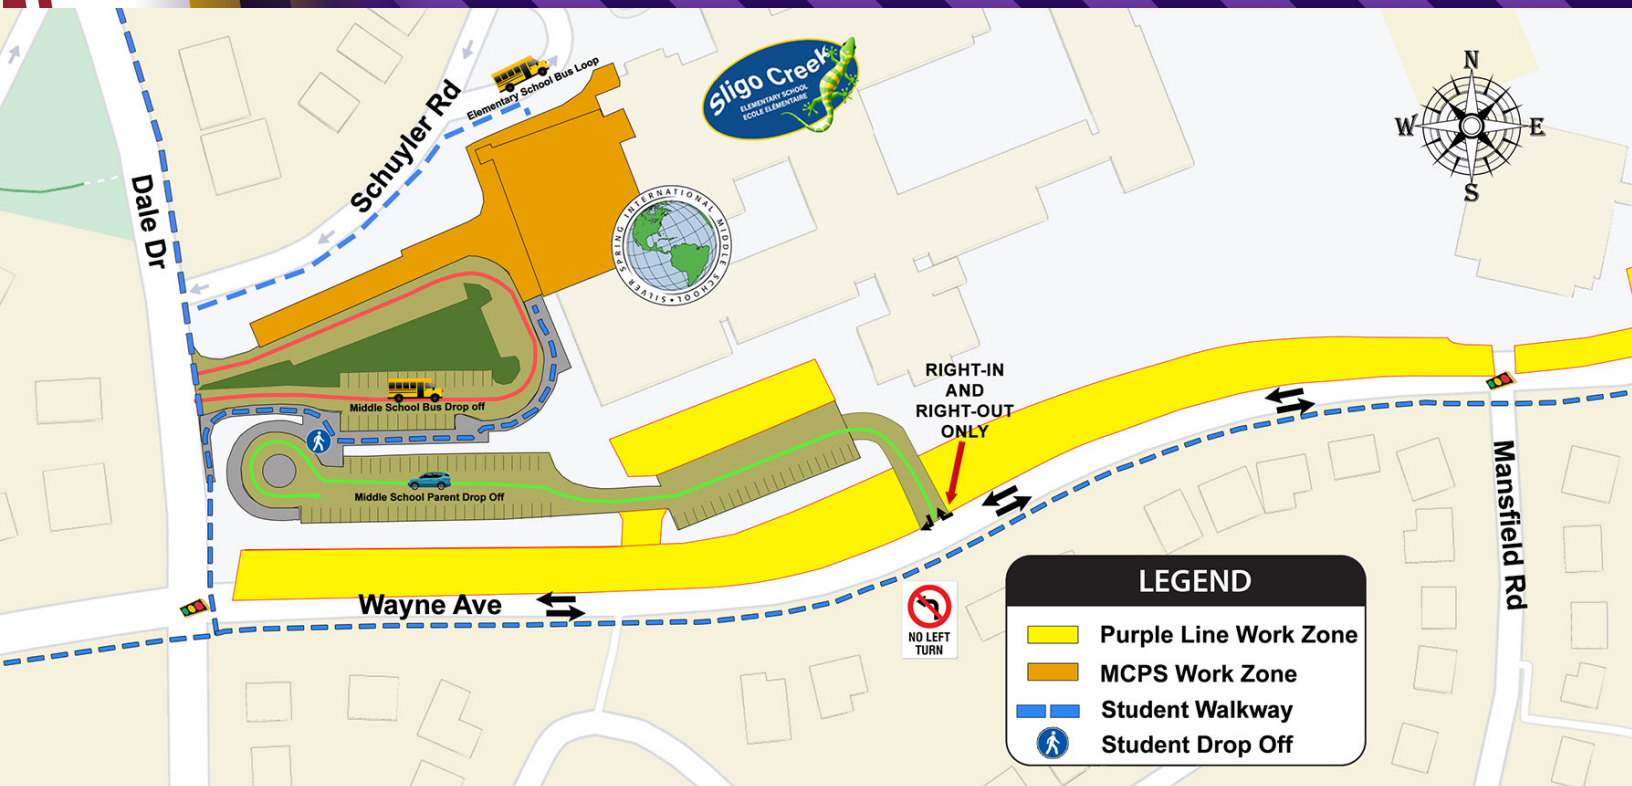 Elementary School Bus Loop
Sligo Creek
ELEMENTARY SCHOOL
ECOLE ELÉMENTAIRE
N
W
E
S
Schuyler Rd
Dale Dr
SILVER SPRING INTERNATIONAL MIDDLE SCHOOL
RIGHT-IN
AND
RIGHT-OUT
ONLY
Middle School Bus Drop off
Middle School Parent Drop Off
Mansfield Rd
Wayne Ave
NO LEFT
TURN
LEGEND
Purple Line Work Zone
MCPS Work Zone
Student Walkway
Student Drop Off